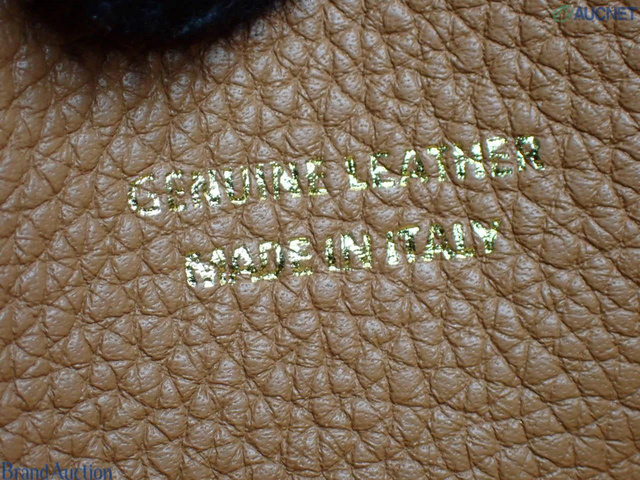 AUCNET
GENUINE LEATHER
MADE IN ITALY
BrandAuction